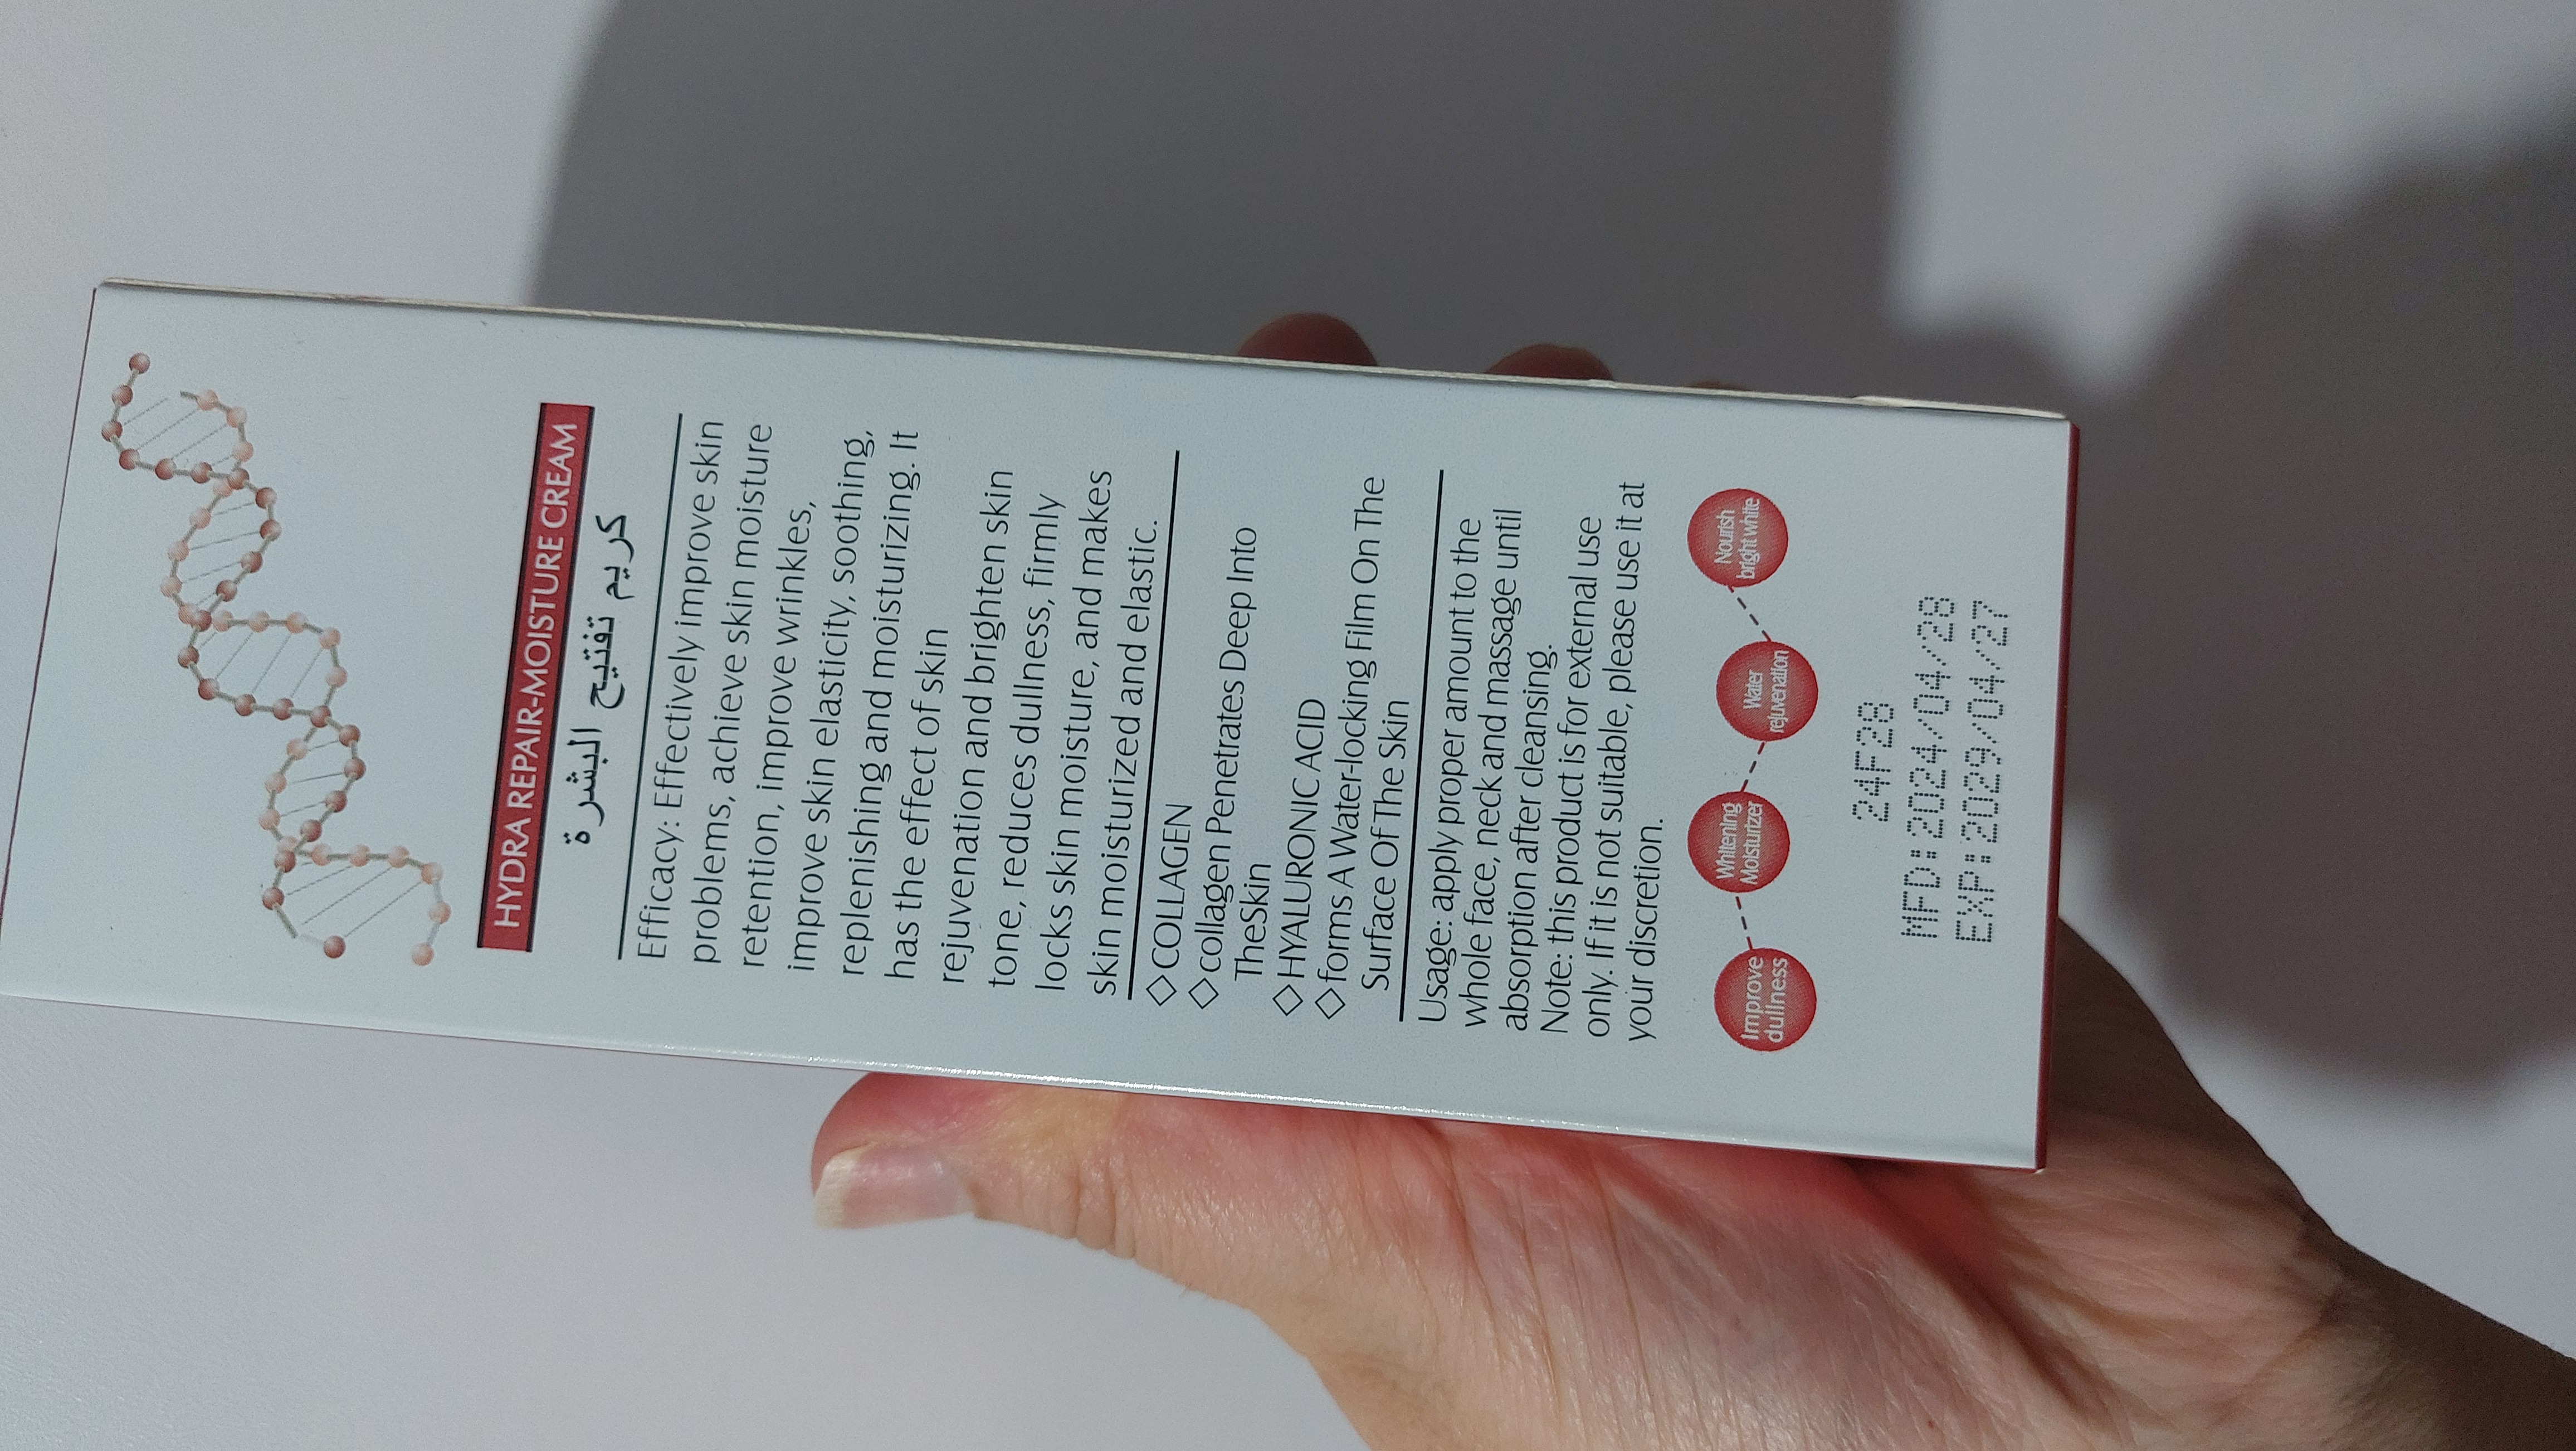 HYDRA REPAIR-MOISTURE CREAM
كريم تفتيح البشرة
Efficacy: Effectively improve skin
problems, achieve skin moisture
retention, improve wrinkles,
improve skin elasticity, soothing,
replenishing and moisturizing. It
has the effect of skin
rejuvenation and brighten skin
tone, reduces dullness, firmly
locks skin moisture, and makes
skin moisturized and elastic.
◇COLLAGEN
◇collagen Penetrates Deep Into
TheSkin
◇HYALURONIC ACID
◇forms A Water-locking Film On The
Surface Of The Skin
Usage: apply proper amount to the
whole face, neck and massage until
absorption after cleansing.
Note: this product is for external use
only. If it is not suitable, please use it at
your discretion.
Improve
dullness
Whitening
Moisturizer
Water
rejuvenation
Nourish
bright white
24F28
MFD:2024/04/28
EXP:2029/04/27